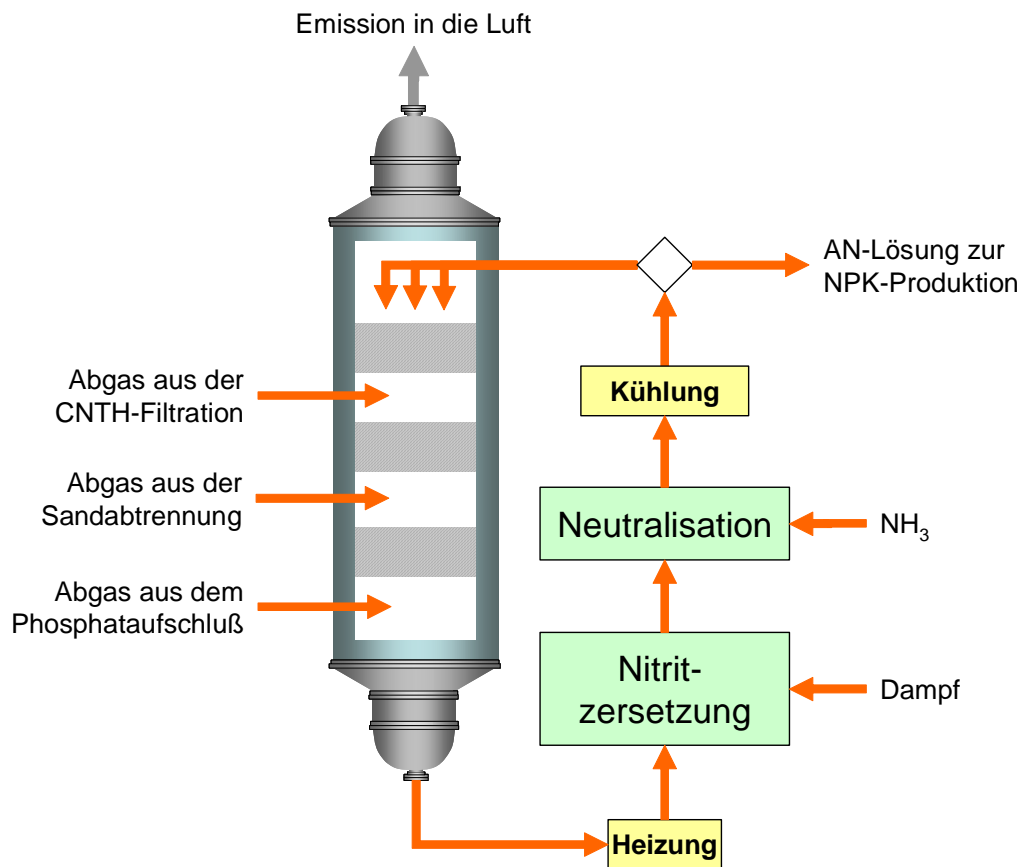 Emission in die Luft
AN-Lösung zur
NPK-Produktion
Abgas aus der
CNTH-Filtration
Kühlung
Abgas aus der
Sandabtrennung
Neutralisation
NH₃
Abgas aus dem
Phosphataufschluß
Nitrit-
zersetzung
Dampf
Heizung